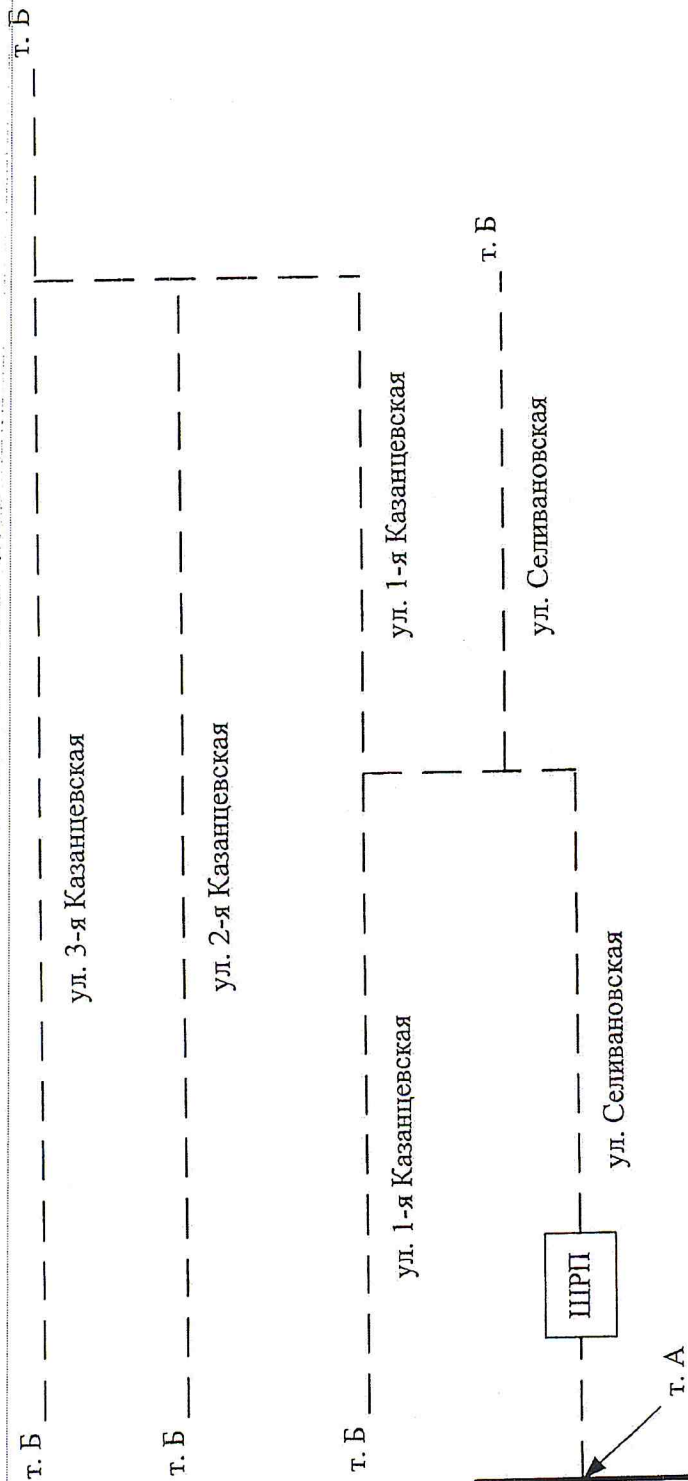 т. Б
т. Б
ул. 3-я Казанцевская
т. Б
ул. 2-я Казанцевская
т. Б
ул. 1-я Казанцевская
ул. 1-я Казанцевская
т. Б
ул. Селивановская
ШРП
ул. Селивановская
т. А